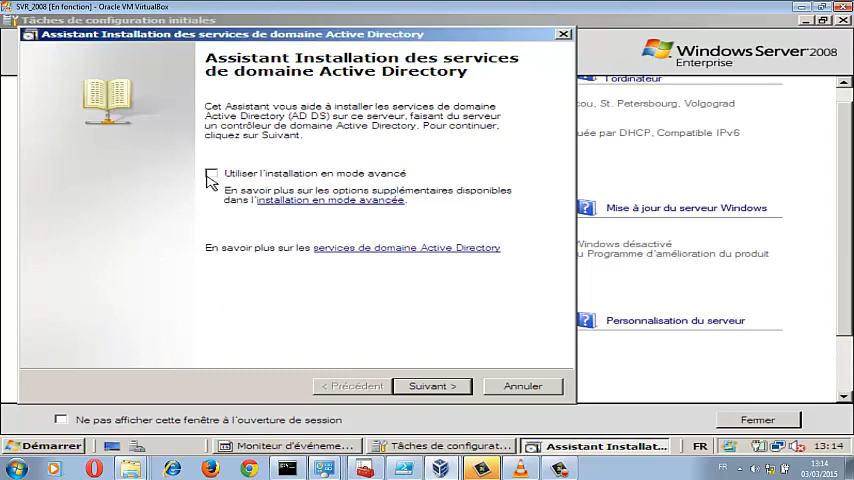 SVR_2008 [En fonction] - Oracle VM VirtualBox
Tâches de configuration initiales
Assistant Installation des services de domaine Active Directory
Assistant Installation des services
de domaine Active Directory
Cet Assistant vous aide à installer les services de domaine
Active Directory (AD DS) sur ce serveur, faisant du serveur
un contrôleur de domaine Active Directory. Pour continuer,
cliquez sur Suivant.
Utiliser l'installation en mode avancé
En savoir plus sur les options supplémentaires disponibles
dans l'installation en mode avancée.
En savoir plus sur les services de domaine Active Directory
< Précédent
Suivant >
Annuler
Windows Server 2008
Enterprise
l'ordinateur
cou, St. Petersburg, Volgograd
uée par DHCP, Compatible IPv6
Mise à jour du serveur Windows
Windows désactivé
u Programme d'amélioration du produit
Personnalisation du serveur
Ne pas afficher cette fenêtre à l'ouverture de session
Fermer
Démarrer
Moniteur d'événeme...
Tâches de configurat...
Assistant Installat...
FR
13:14
FR
13:14
03/03/2015